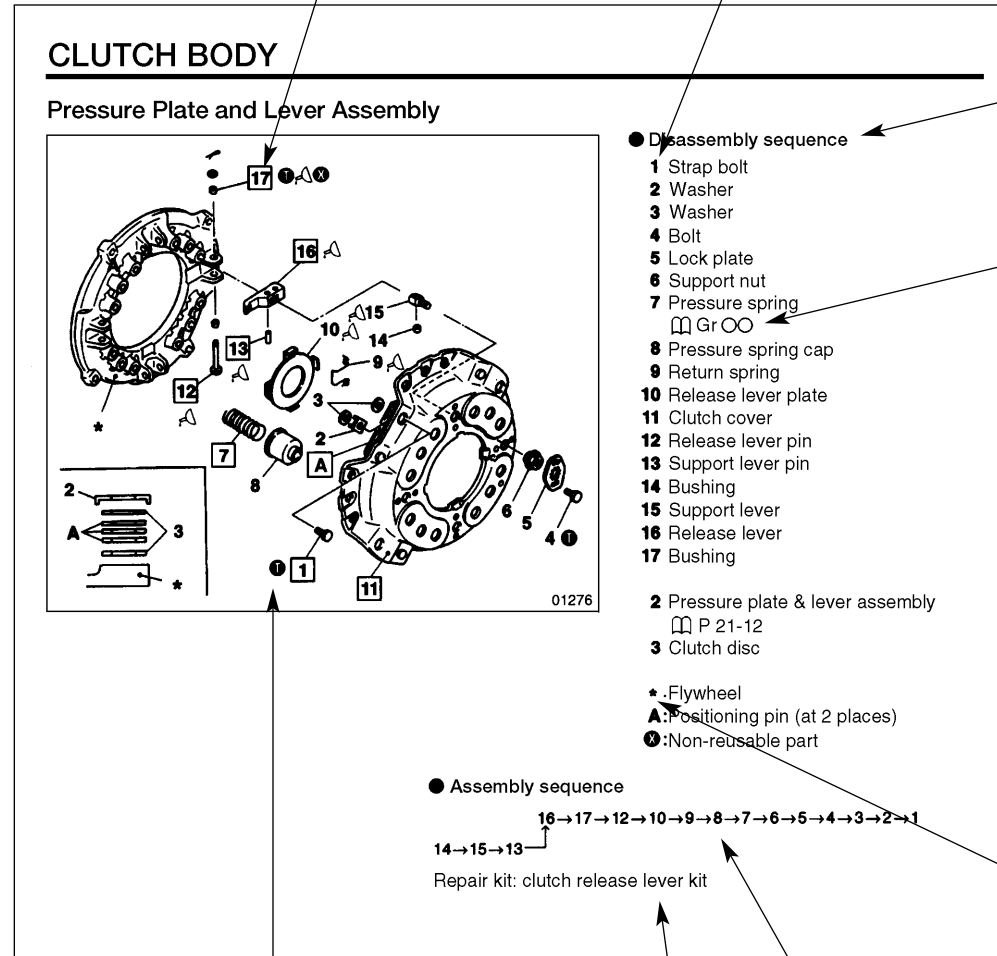 CLUTCH BODY
Pressure Plate and Lever Assembly
17 T X
16
15
10
14
13
9
12
3
*
2
7
A
8
6
5
4 T
T 1
11
2
A 3
*
01276
● Disassembly sequence
1 Strap bolt
2 Washer
3 Washer
4 Bolt
5 Lock plate
6 Support nut
7 Pressure spring
Gr ○○
8 Pressure spring cap
9 Return spring
10 Release lever plate
11 Clutch cover
12 Release lever pin
13 Support lever pin
14 Bushing
15 Support lever
16 Release lever
17 Bushing
2 Pressure plate & lever assembly
P 21-12
3 Clutch disc
* :Flywheel
A:Positioning pin (at 2 places)
X:Non-reusable part
● Assembly sequence
16→17→12→10→9→8→7→6→5→4→3→2→1
14→15→13
Repair kit: clutch release lever kit